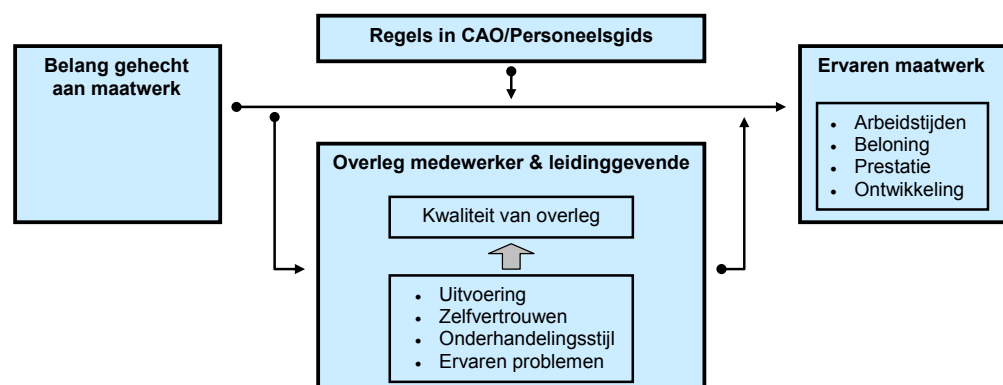 Regels in CAO/Personeelsgids
Belang gehecht
aan maatwerk
Ervaren maatwerk
• Arbeidstijden
• Beloning
• Prestatie
• Ontwikkeling
Overleg medewerker & leidinggevende
Kwaliteit van overleg
• Uitvoering
• Zelfvertrouwen
• Onderhandelingsstijl
• Ervaren problemen